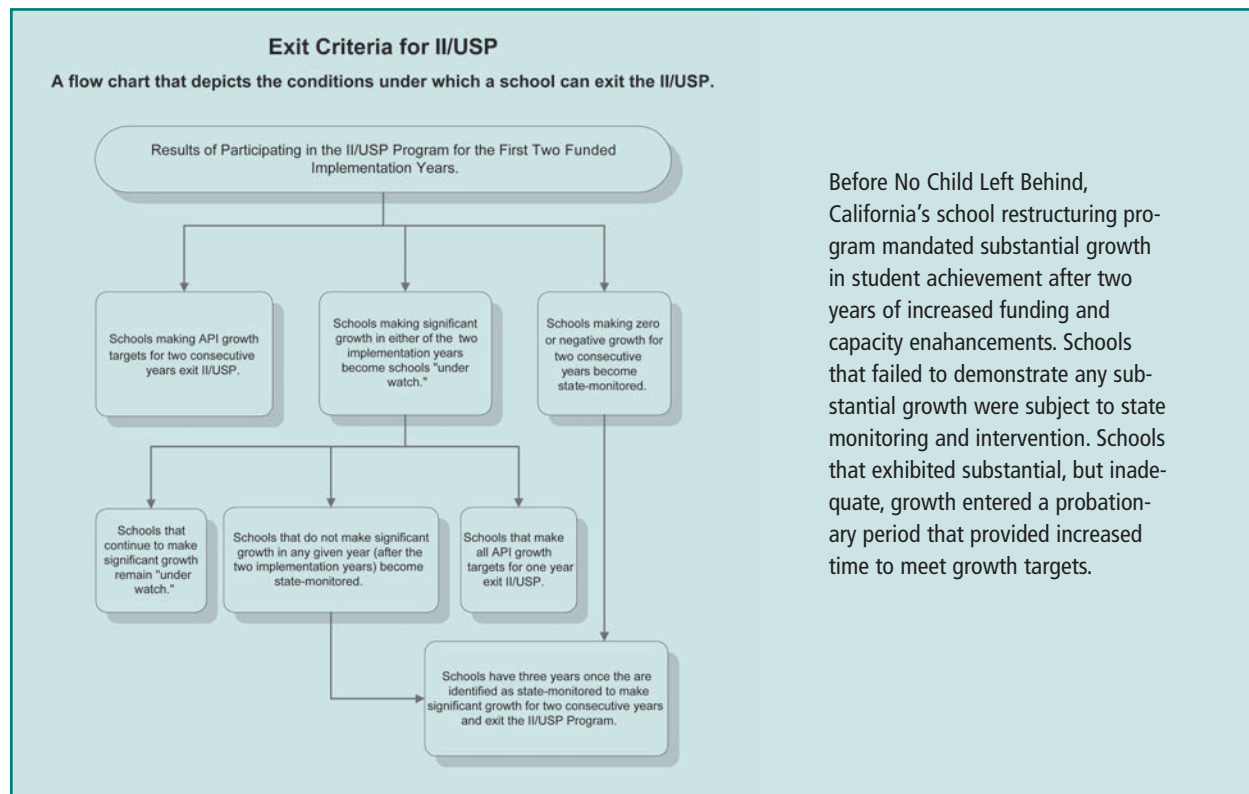 Exit Criteria for II/USP
A flow chart that depicts the conditions under which a school can exit the II/USP.
Results of Participating in the II/USP Program for the First Two Funded
Implementation Years.
Schools making API growth
targets for two consecutive
years exit II/USP.
Schools making significant
growth in either of the two
implementation years
become schools "under
watch."
Schools making zero
or negative growth for
two consecutive
years become
state-monitored.
Schools that
continue to make
significant growth
remain "under
watch."
Schools that do not make significant
growth in any given year (after the
two implementation years) become
state-monitored.
Schools that make
all API growth
targets for one year
exit II/USP.
Schools have three years once the are
identified as state-monitored to make
significant growth for two consecutive years
and exit the II/USP Program.
Before No Child Left Behind,
California’s school restructuring pro-
gram mandated substantial growth
in student achievement after two
years of increased funding and
capacity enahancements. Schools
that failed to demonstrate any sub-
stantial growth were subject to state
monitoring and intervention. Schools
that exhibited substantial, but inade-
quate, growth entered a probation-
ary period that provided increased
time to meet growth targets.